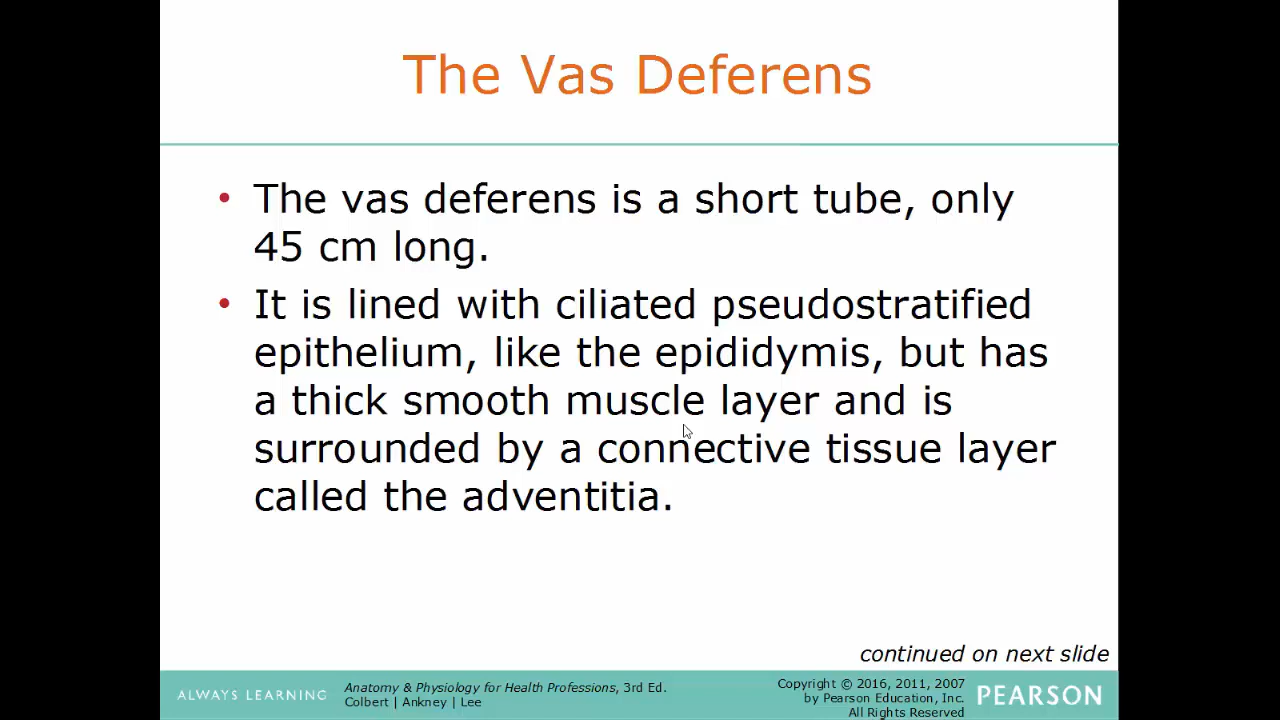 The Vas Deferens
• The vas deferens is a short tube, only
45 cm long.
• It is lined with ciliated pseudostratified
epithelium, like the epididymis, but has
a thick smooth muscle layer and is
surrounded by a connective tissue layer
called the adventitia.
continued on next slide
ALWAYS LEARNING
Anatomy & Physiology for Health Professions, 3rd Ed.
Colbert | Ankney | Lee
Copyright © 2016, 2011, 2007
by Pearson Education, Inc.
All Rights Reserved
PEARSON